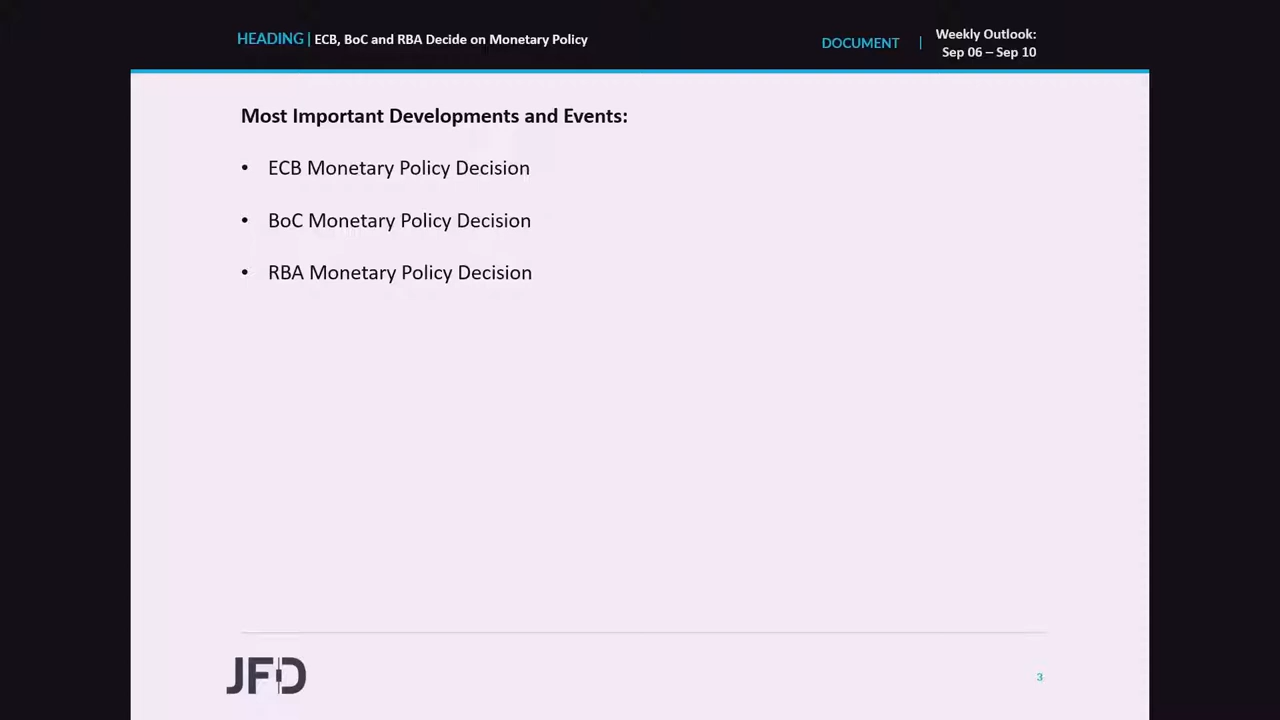 HEADING | ECB, BoC and RBA Decide on Monetary Policy
DOCUMENT | Weekly Outlook:
Sep 06 – Sep 10
Most Important Developments and Events:
• ECB Monetary Policy Decision
• BoC Monetary Policy Decision
• RBA Monetary Policy Decision
JFD
3